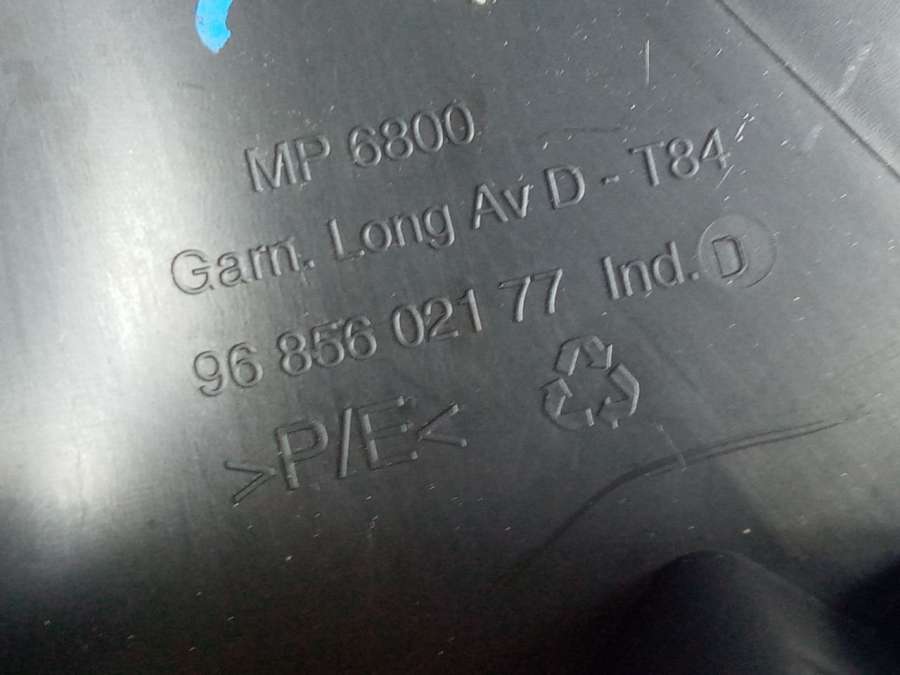 MP 6800
Garn. Long Av D - T84
96 856 021 77 Ind. D
>P/E<